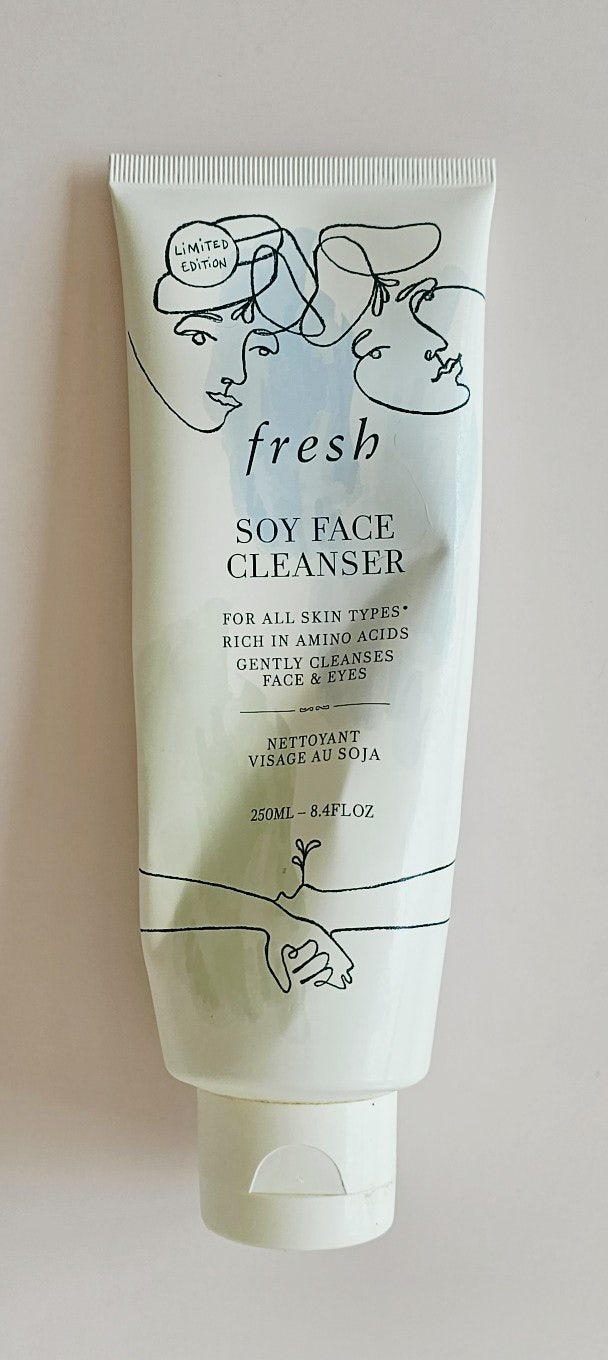 LiMiTED
EDiTiON
fresh
SOY FACE
CLEANSER
FOR ALL SKIN TYPES*
RICH IN AMINO ACIDS
GENTLY CLEANSES
FACE & EYES
NETTOYANT
VISAGE AU SOJA
250ML – 8.4FLOZ